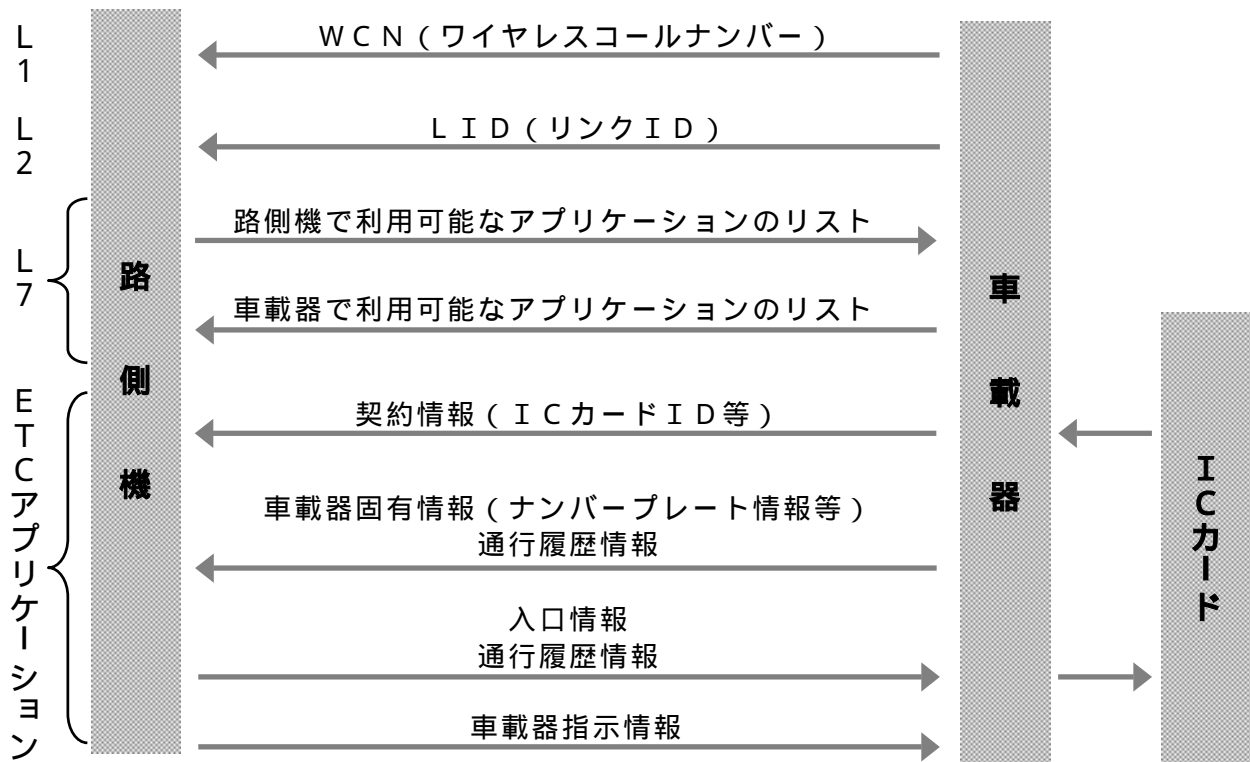 L1
WCN(ワイヤレスコールナンバー)
L2
LID(リンクID)
L7
路側機で利用可能なアプリケーションのリスト
車載器で利用可能なアプリケーションのリスト
路側機
車載器
ICカード
ETCアプリケーション
契約情報(ICカードID等)
車載器固有情報(ナンバープレート情報等)
通行履歴情報
入口情報
通行履歴情報
車載器指示情報